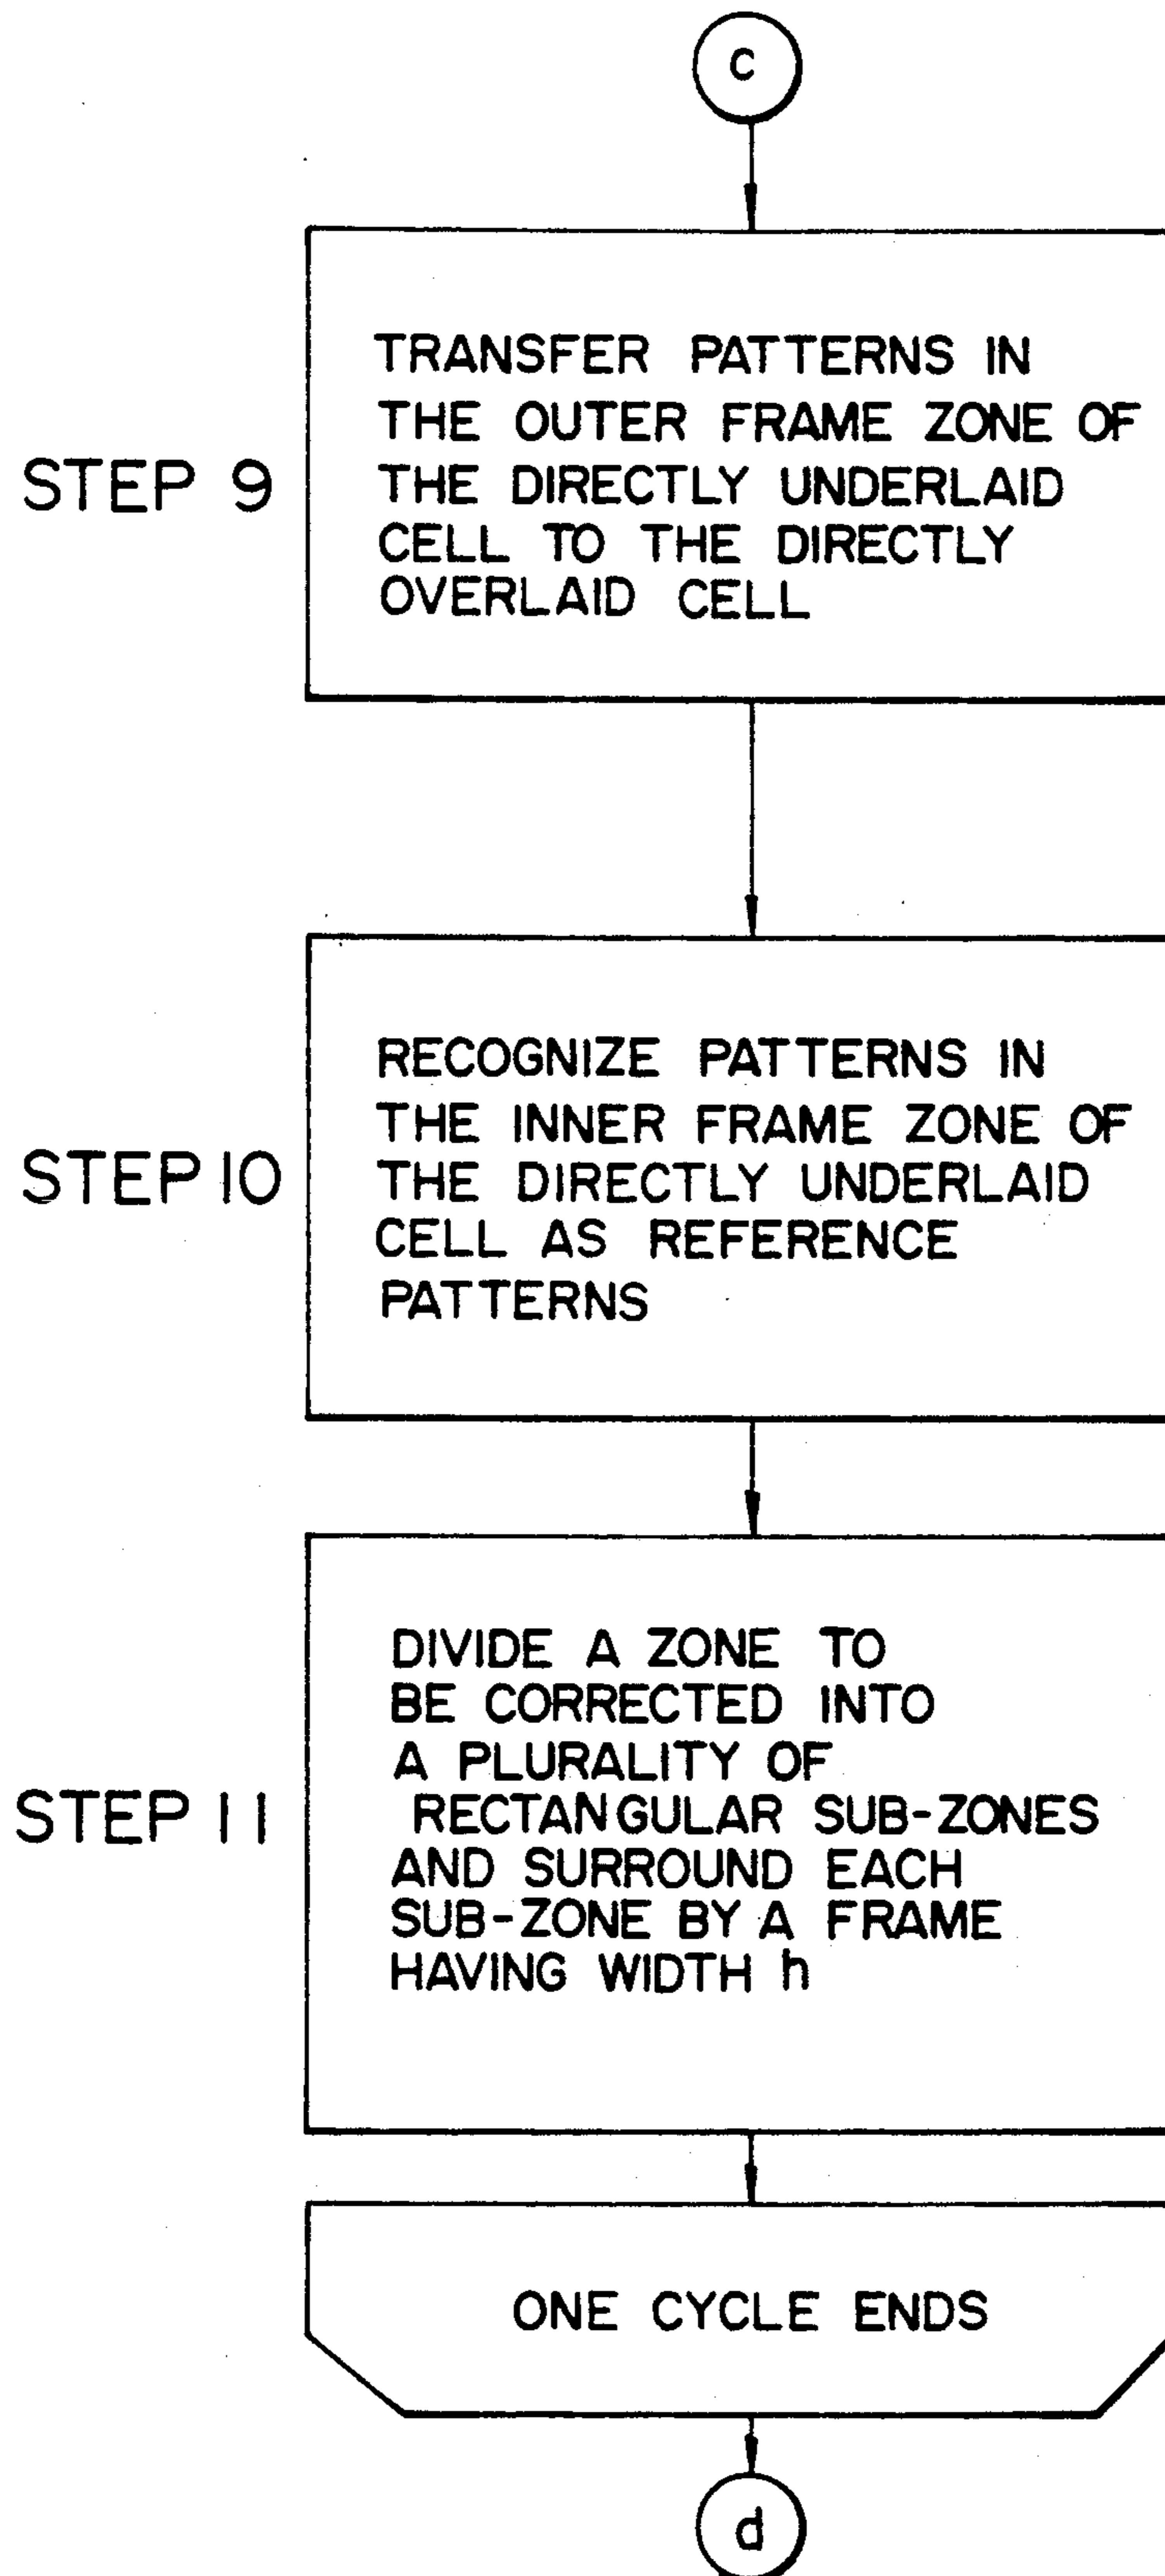 c
STEP 9
TRANSFER PATTERNS IN
THE OUTER FRAME ZONE OF
THE DIRECTLY UNDERLAID
CELL TO THE DIRECTLY
OVERLAID CELL
STEP 10
RECOGNIZE PATTERNS IN
THE INNER FRAME ZONE OF
THE DIRECTLY UNDERLAID
CELL AS REFERENCE
PATTERNS
STEP 11
DIVIDE A ZONE TO
BE CORRECTED INTO
A PLURALITY OF
RECTANGULAR SUB-ZONES
AND SURROUND EACH
SUB-ZONE BY A FRAME
HAVING WIDTH h
ONE CYCLE ENDS
d